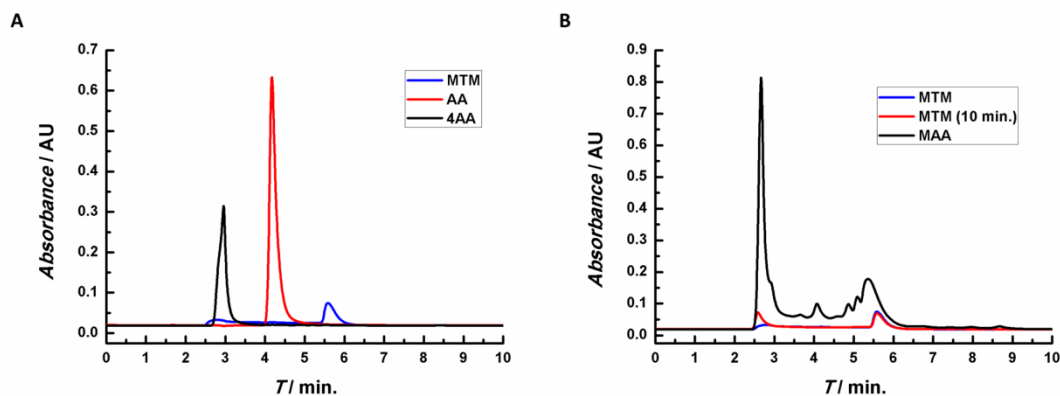 A
B
MTM
AA
4AA
MTM
MTM (10 min.)
MAA
Absorbance / AU
0.7
0.6
0.5
0.4
0.3
0.2
0.1
0.0
0 1 2 3 4 5 6 7 8 9 10
T / min.
Absorbance / AU
0.9
0.8
0.7
0.6
0.5
0.4
0.3
0.2
0.1
0.0
0 1 2 3 4 5 6 7 8 9 10
T / min.